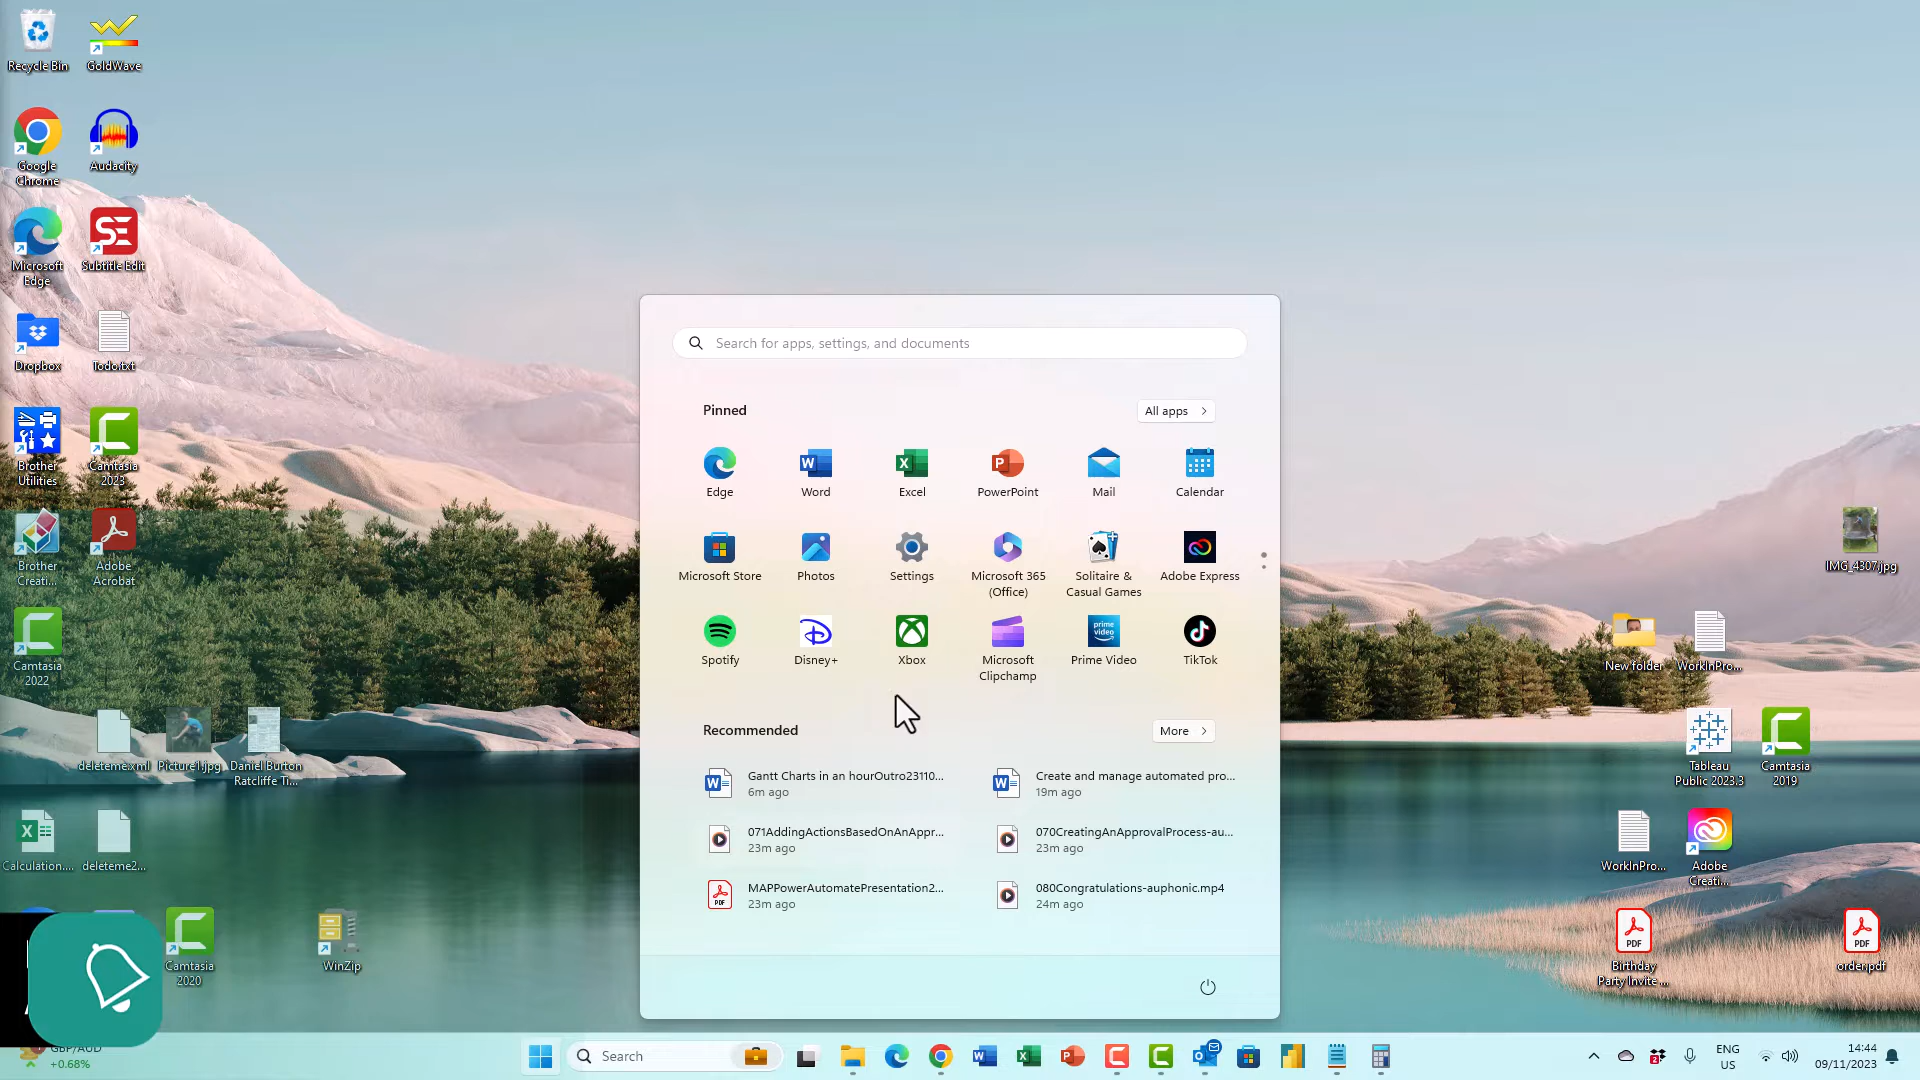 Recycle Bin
GoldWave
Google
Chrome
Audacity
Microsoft
Edge
Subtitle Edit
Dropbox
Todo.txt
Brother
Utilities
Camtasia
2023
Brother
Creati...
Adobe
Acrobat
Camtasia
2022
deleteme.xml
Picture1.jpg
Daniel Burton
Ratcliffe Ti...
Calculation....
deleteme2...
Camtasia
2020
WinZip
Search for apps, settings, and documents
Pinned
All apps
Edge
Word
Excel
PowerPoint
Mail
Calendar
Microsoft Store
Photos
Settings
Microsoft 365
(Office)
Solitaire &
Casual Games
Adobe Express
Spotify
Disney+
Xbox
Microsoft
Clipchamp
prime
video
Prime Video
TikTok
Recommended
More
Gantt Charts in an hourOutro23110...
6m ago
Create and manage automated pro...
19m ago
071AddingActionsBasedOnAnAppr...
23m ago
070CreatingAnApprovalProcess-au...
23m ago
MAPPowerAutomatePresentation2...
23m ago
080Congratulations-auphonic.mp4
24m ago
IMG_4307.jpg
New folder
WorkInPro...
Tableau
Public 2023.3
Camtasia
2019
WorkInPro...
Adobe
Creati...
PDF
Birthday
Party Invite ...
PDF
order.pdf
GBP/AUD
+0.68%
Search
ENG
US
14:44
09/11/2023